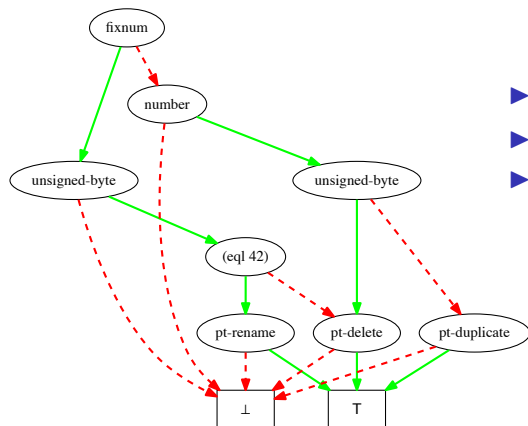 fixnum
number
unsigned-byte unsigned-byte
(eql 42)
pt-rename pt-delete pt-duplicate
⊥ T